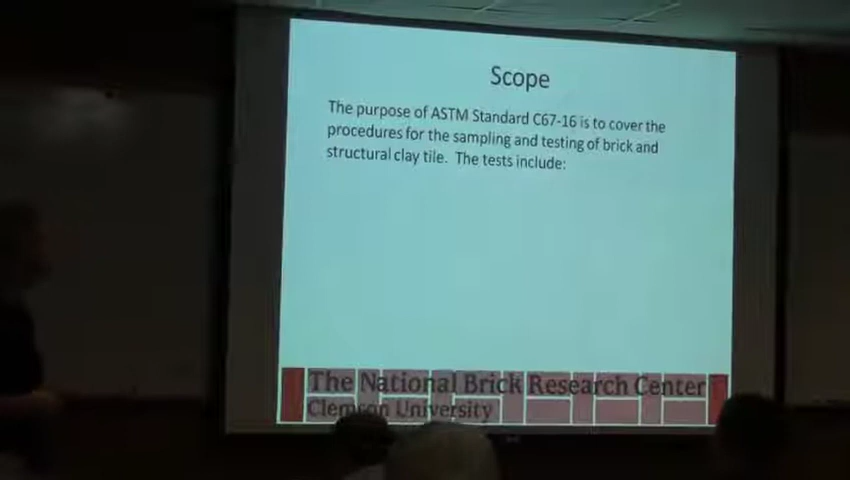 Scope
The purpose of ASTM Standard C67-16 is to cover the
procedures for the sampling and testing of brick and
structural clay tile.  The tests include:
The National Brick Research Center
Clemson University